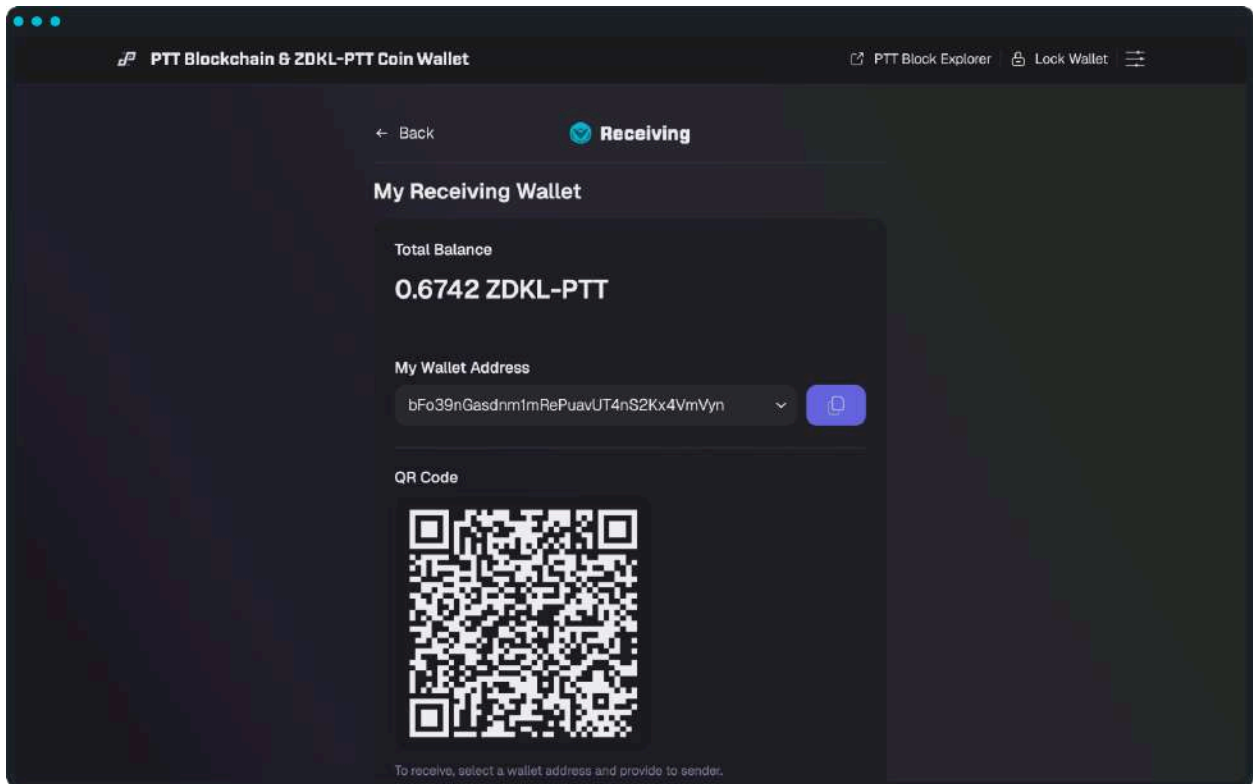 PTT Blockchain & ZDKL-PTT Coin Wallet
PTT Block Explorer
Lock Wallet
← Back
Receiving
My Receiving Wallet
Total Balance
0.6742 ZDKL-PTT
My Wallet Address
bFo39nGasdnm1mRePuavUT4nS2Kx4VmVyn
QR Code
To receive, select a wallet address and provide to sender.